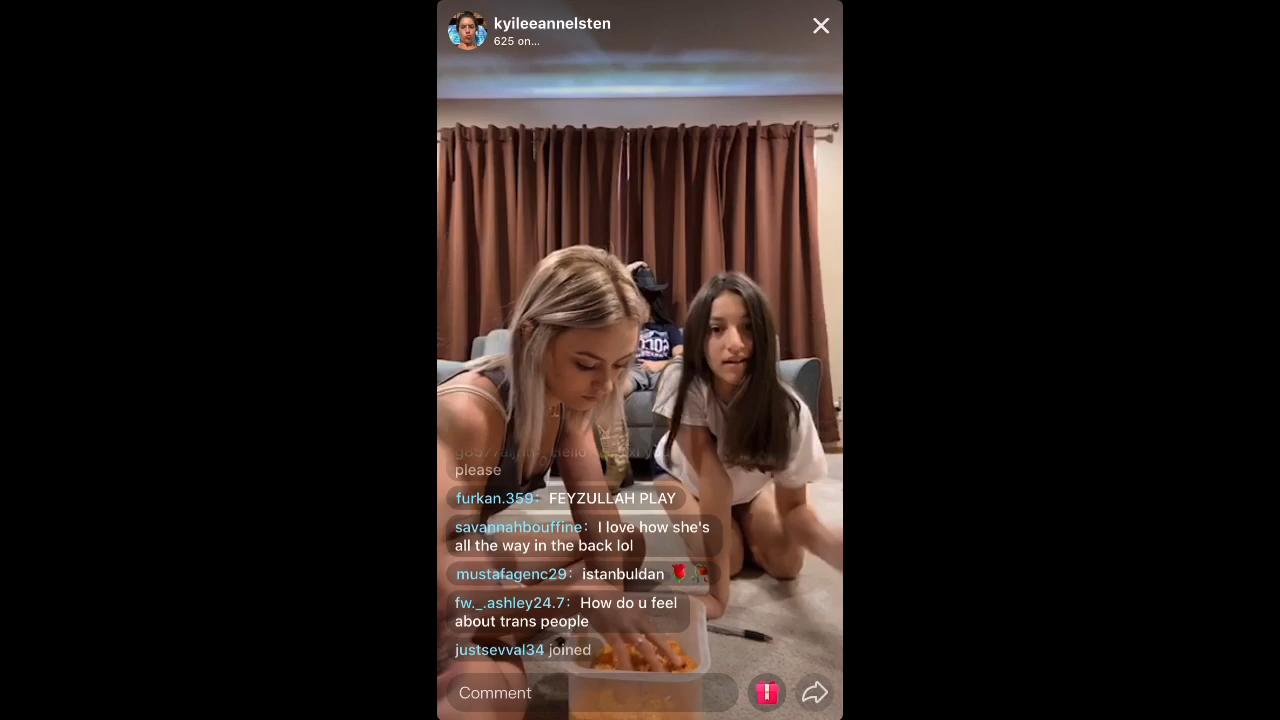 kyileeannelsten
625 on...
please
furkan.359: FEYZULLAH PLAY
savannahbouffine: I love how she's
all the way in the back lol
mustafagenc29: istanbuldan 🌹🥀
fw._.ashley24.7: How do u feel
about trans people
justsevval34 joined
Comment